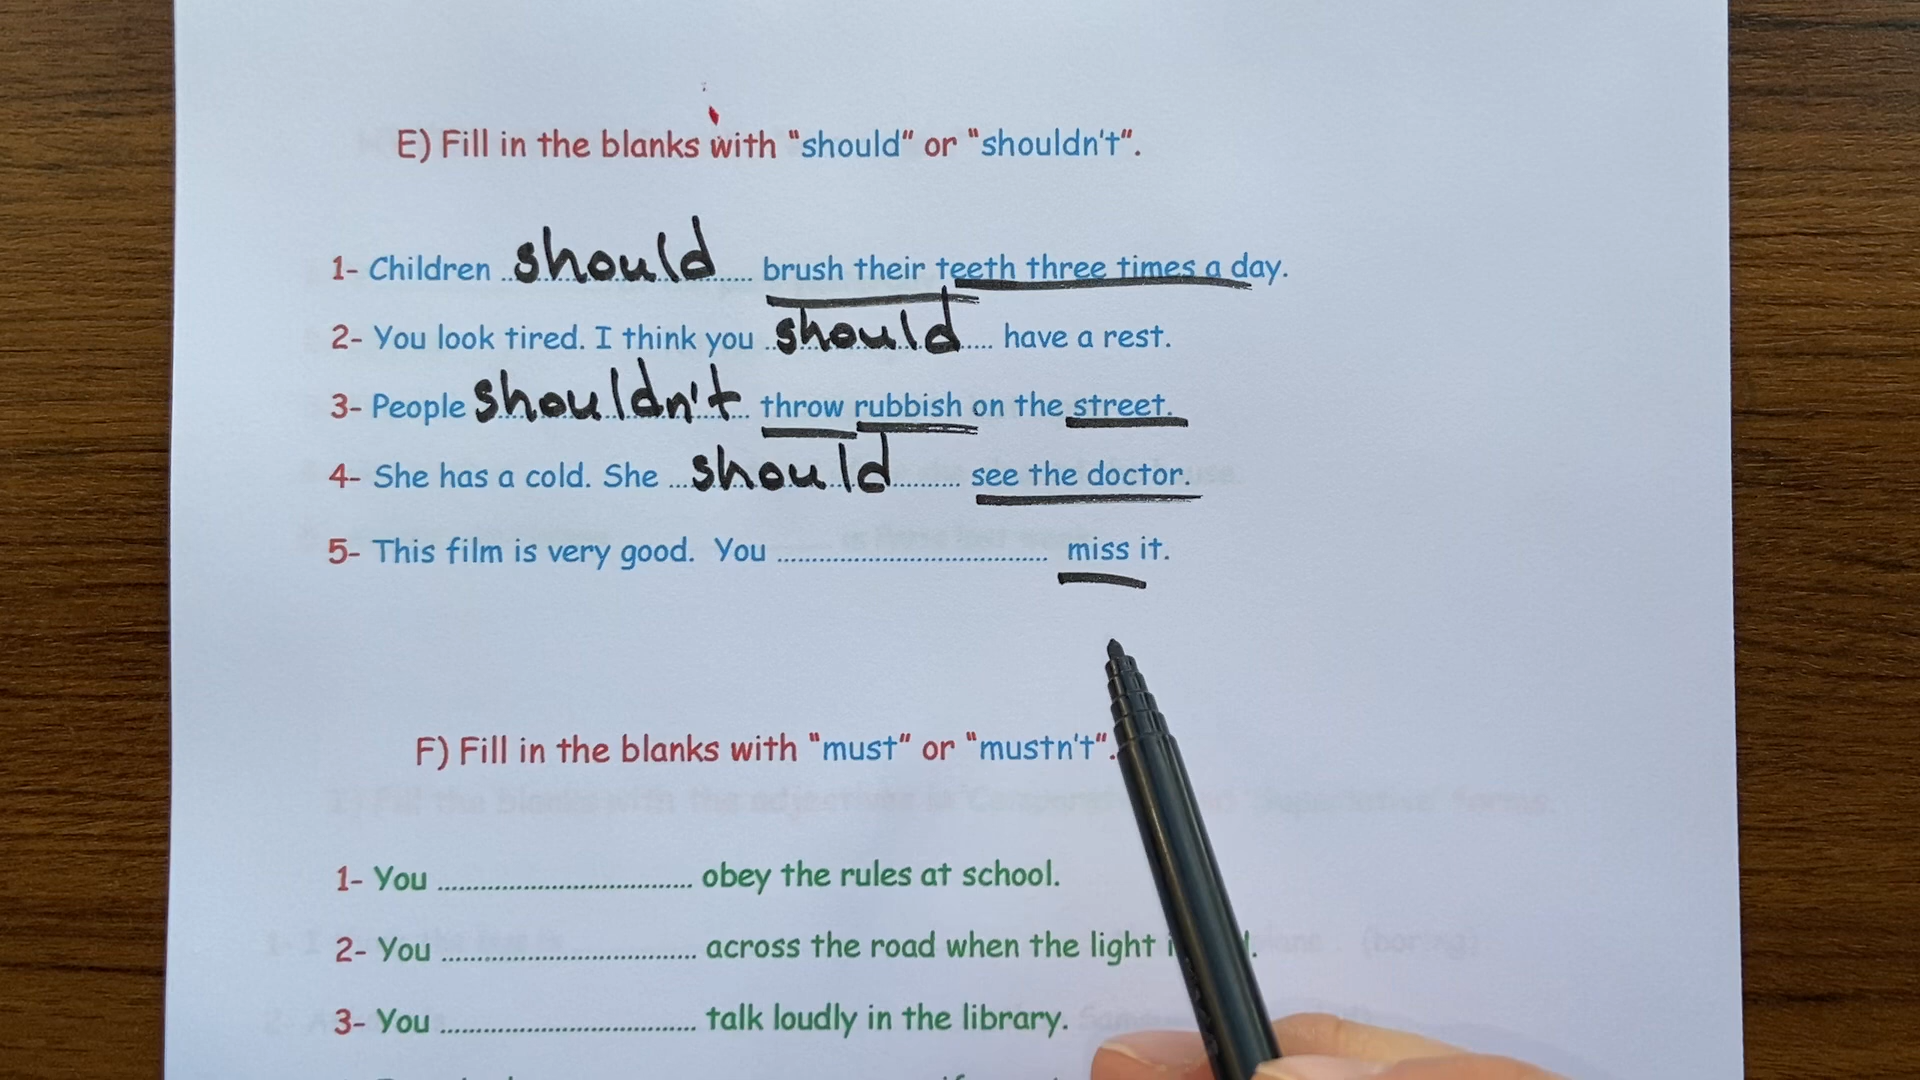 E) Fill in the blanks with "should" or "shouldn't".
1- Children should brush their teeth three times a day.
2- You look tired. I think you should have a rest.
3- People shouldn't throw rubbish on the street.
4- She has a cold. She should see the doctor.
5- This film is very good. You .................... miss it.
F) Fill in the blanks with "must" or "mustn't".
1- You .................... obey the rules at school.
2- You .................... across the road when the light
3- You .................... talk loudly in the library.